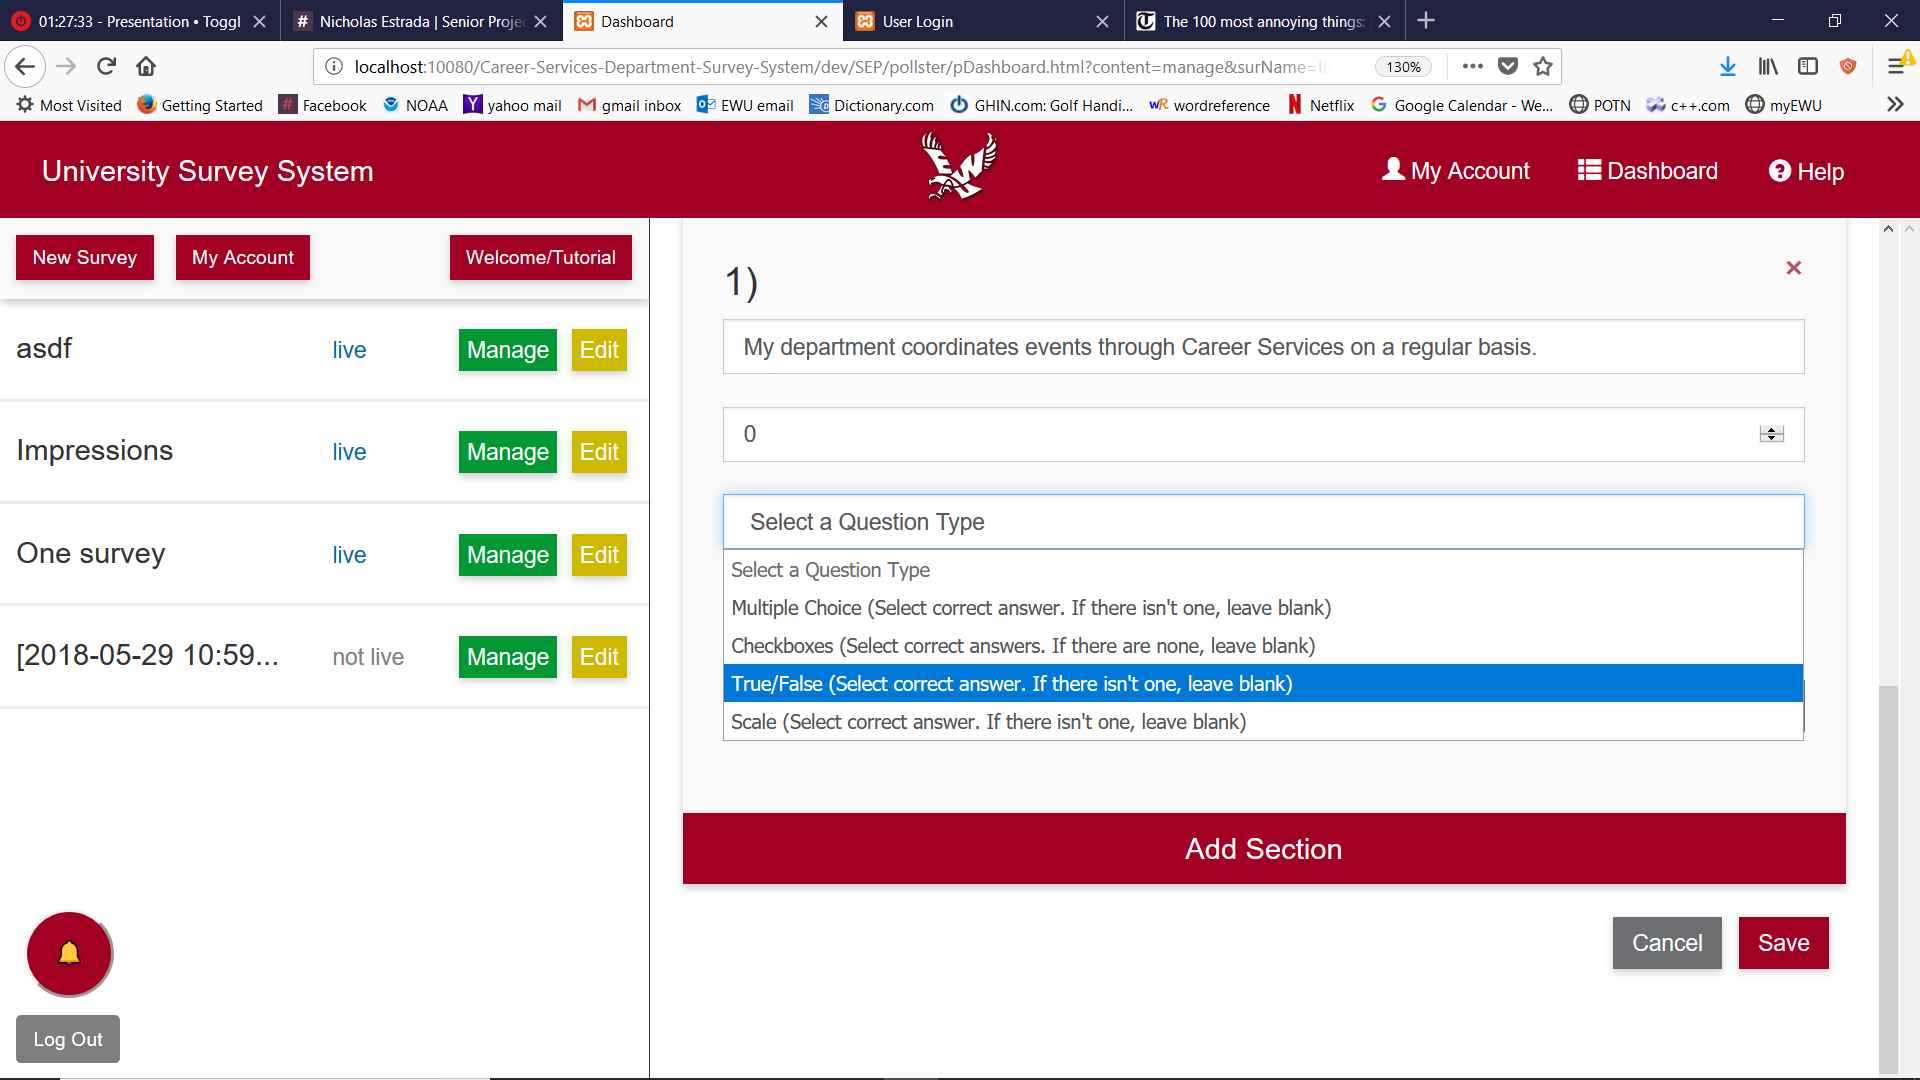 01:27:33 - Presentation • Toggl
Nicholas Estrada | Senior Projec
Dashboard
User Login
The 100 most annoying things:
localhost:10080/Career-Services-Department-Survey-System/dev/SEP/pollster/pDashboard.html?content=manage&surName=I
130%
Most Visited
Getting Started
Facebook
NOAA
yahoo mail
gmail inbox
EWU email
Dictionary.com
GHIN.com: Golf Handi...
wordreference
Netflix
Google Calendar - We...
POTN
c++.com
myEWU
University Survey System
My Account
Dashboard
Help
New Survey
My Account
Welcome/Tutorial
asdf live Manage Edit
Impressions live Manage Edit
One survey live Manage Edit
[2018-05-29 10:59... not live Manage Edit
Log Out
1)
My department coordinates events through Career Services on a regular basis.
0
Select a Question Type
Select a Question Type
Multiple Choice (Select correct answer. If there isn't one, leave blank)
Checkboxes (Select correct answers. If there are none, leave blank)
True/False (Select correct answer. If there isn't one, leave blank)
Scale (Select correct answer. If there isn't one, leave blank)
Add Section
Cancel
Save